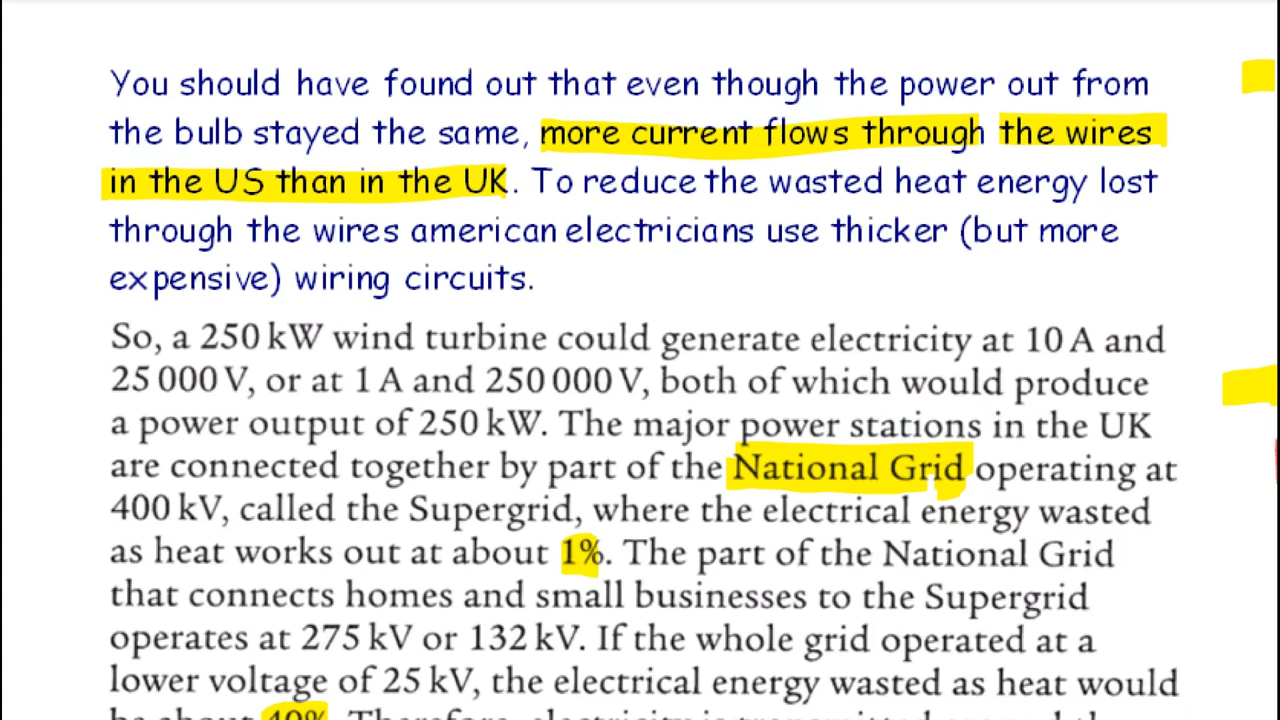 You should have found out that even though the power out from
the bulb stayed the same, more current flows through the wires
in the US than in the UK. To reduce the wasted heat energy lost
through the wires american electricians use thicker (but more
expensive) wiring circuits.
So, a 250 kW wind turbine could generate electricity at 10 A and
25 000 V, or at 1 A and 250 000 V, both of which would produce
a power output of 250 kW. The major power stations in the UK
are connected together by part of the National Grid operating at
400 kV, called the Supergrid, where the electrical energy wasted
as heat works out at about 1%. The part of the National Grid
that connects homes and small businesses to the Supergrid
operates at 275 kV or 132 kV. If the whole grid operated at a
lower voltage of 25 kV, the electrical energy wasted as heat would
be about 40%. Therefore, electricity is transmitted